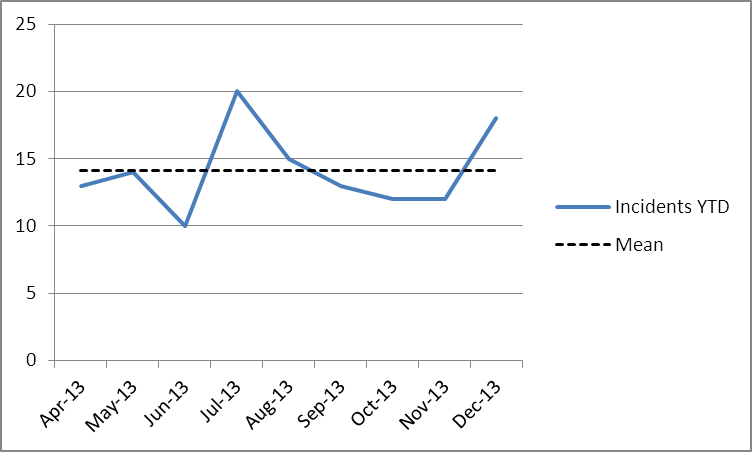 25
20
15
10
5
0
Apr-13
May-13
Jun-13
Jul-13
Aug-13
Sep-13
Oct-13
Nov-13
Dec-13
Incidents YTD
Mean